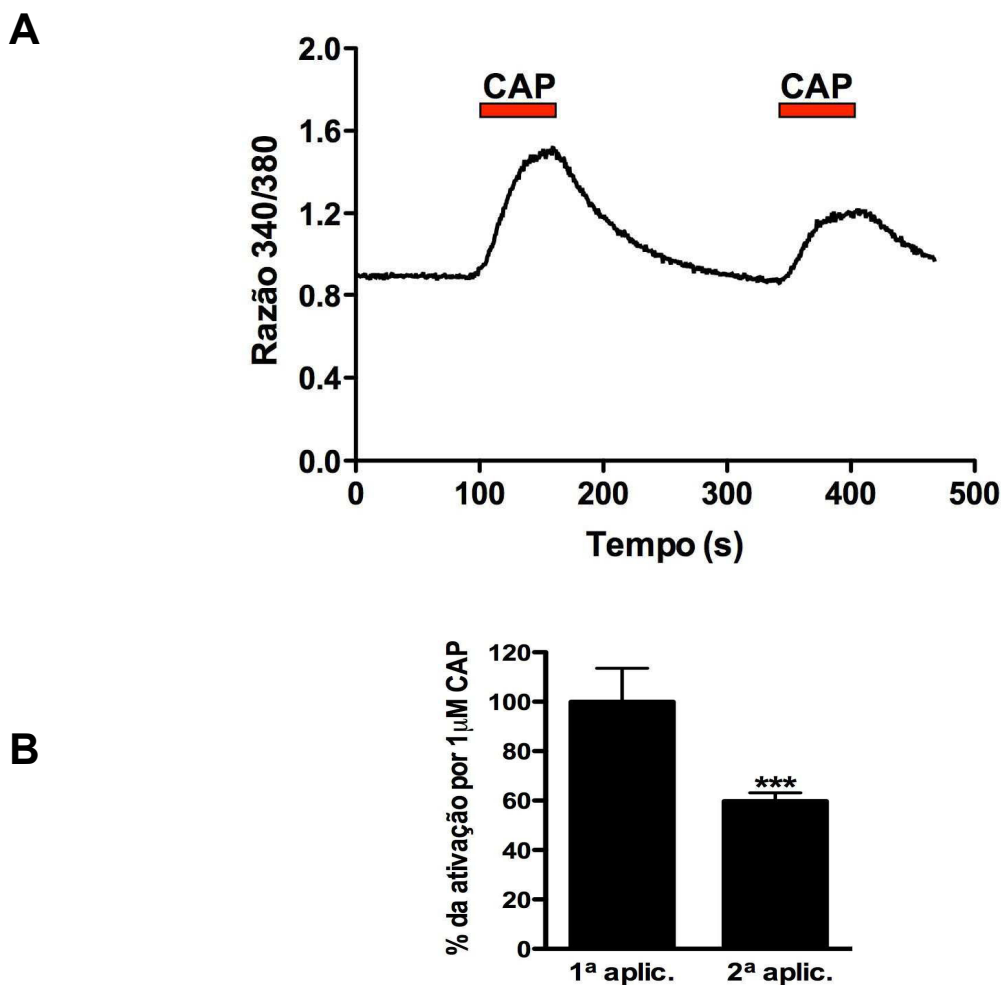 A
CAP CAP
2.0
1.6
1.2
0.8
0.4
0.0
Razão 340/380
0 100 200 300 400 500
Tempo (s)
B
% da ativação por 1µM CAP
120
100
80
60
40
20
0
***
1ª aplic. 2ª aplic.